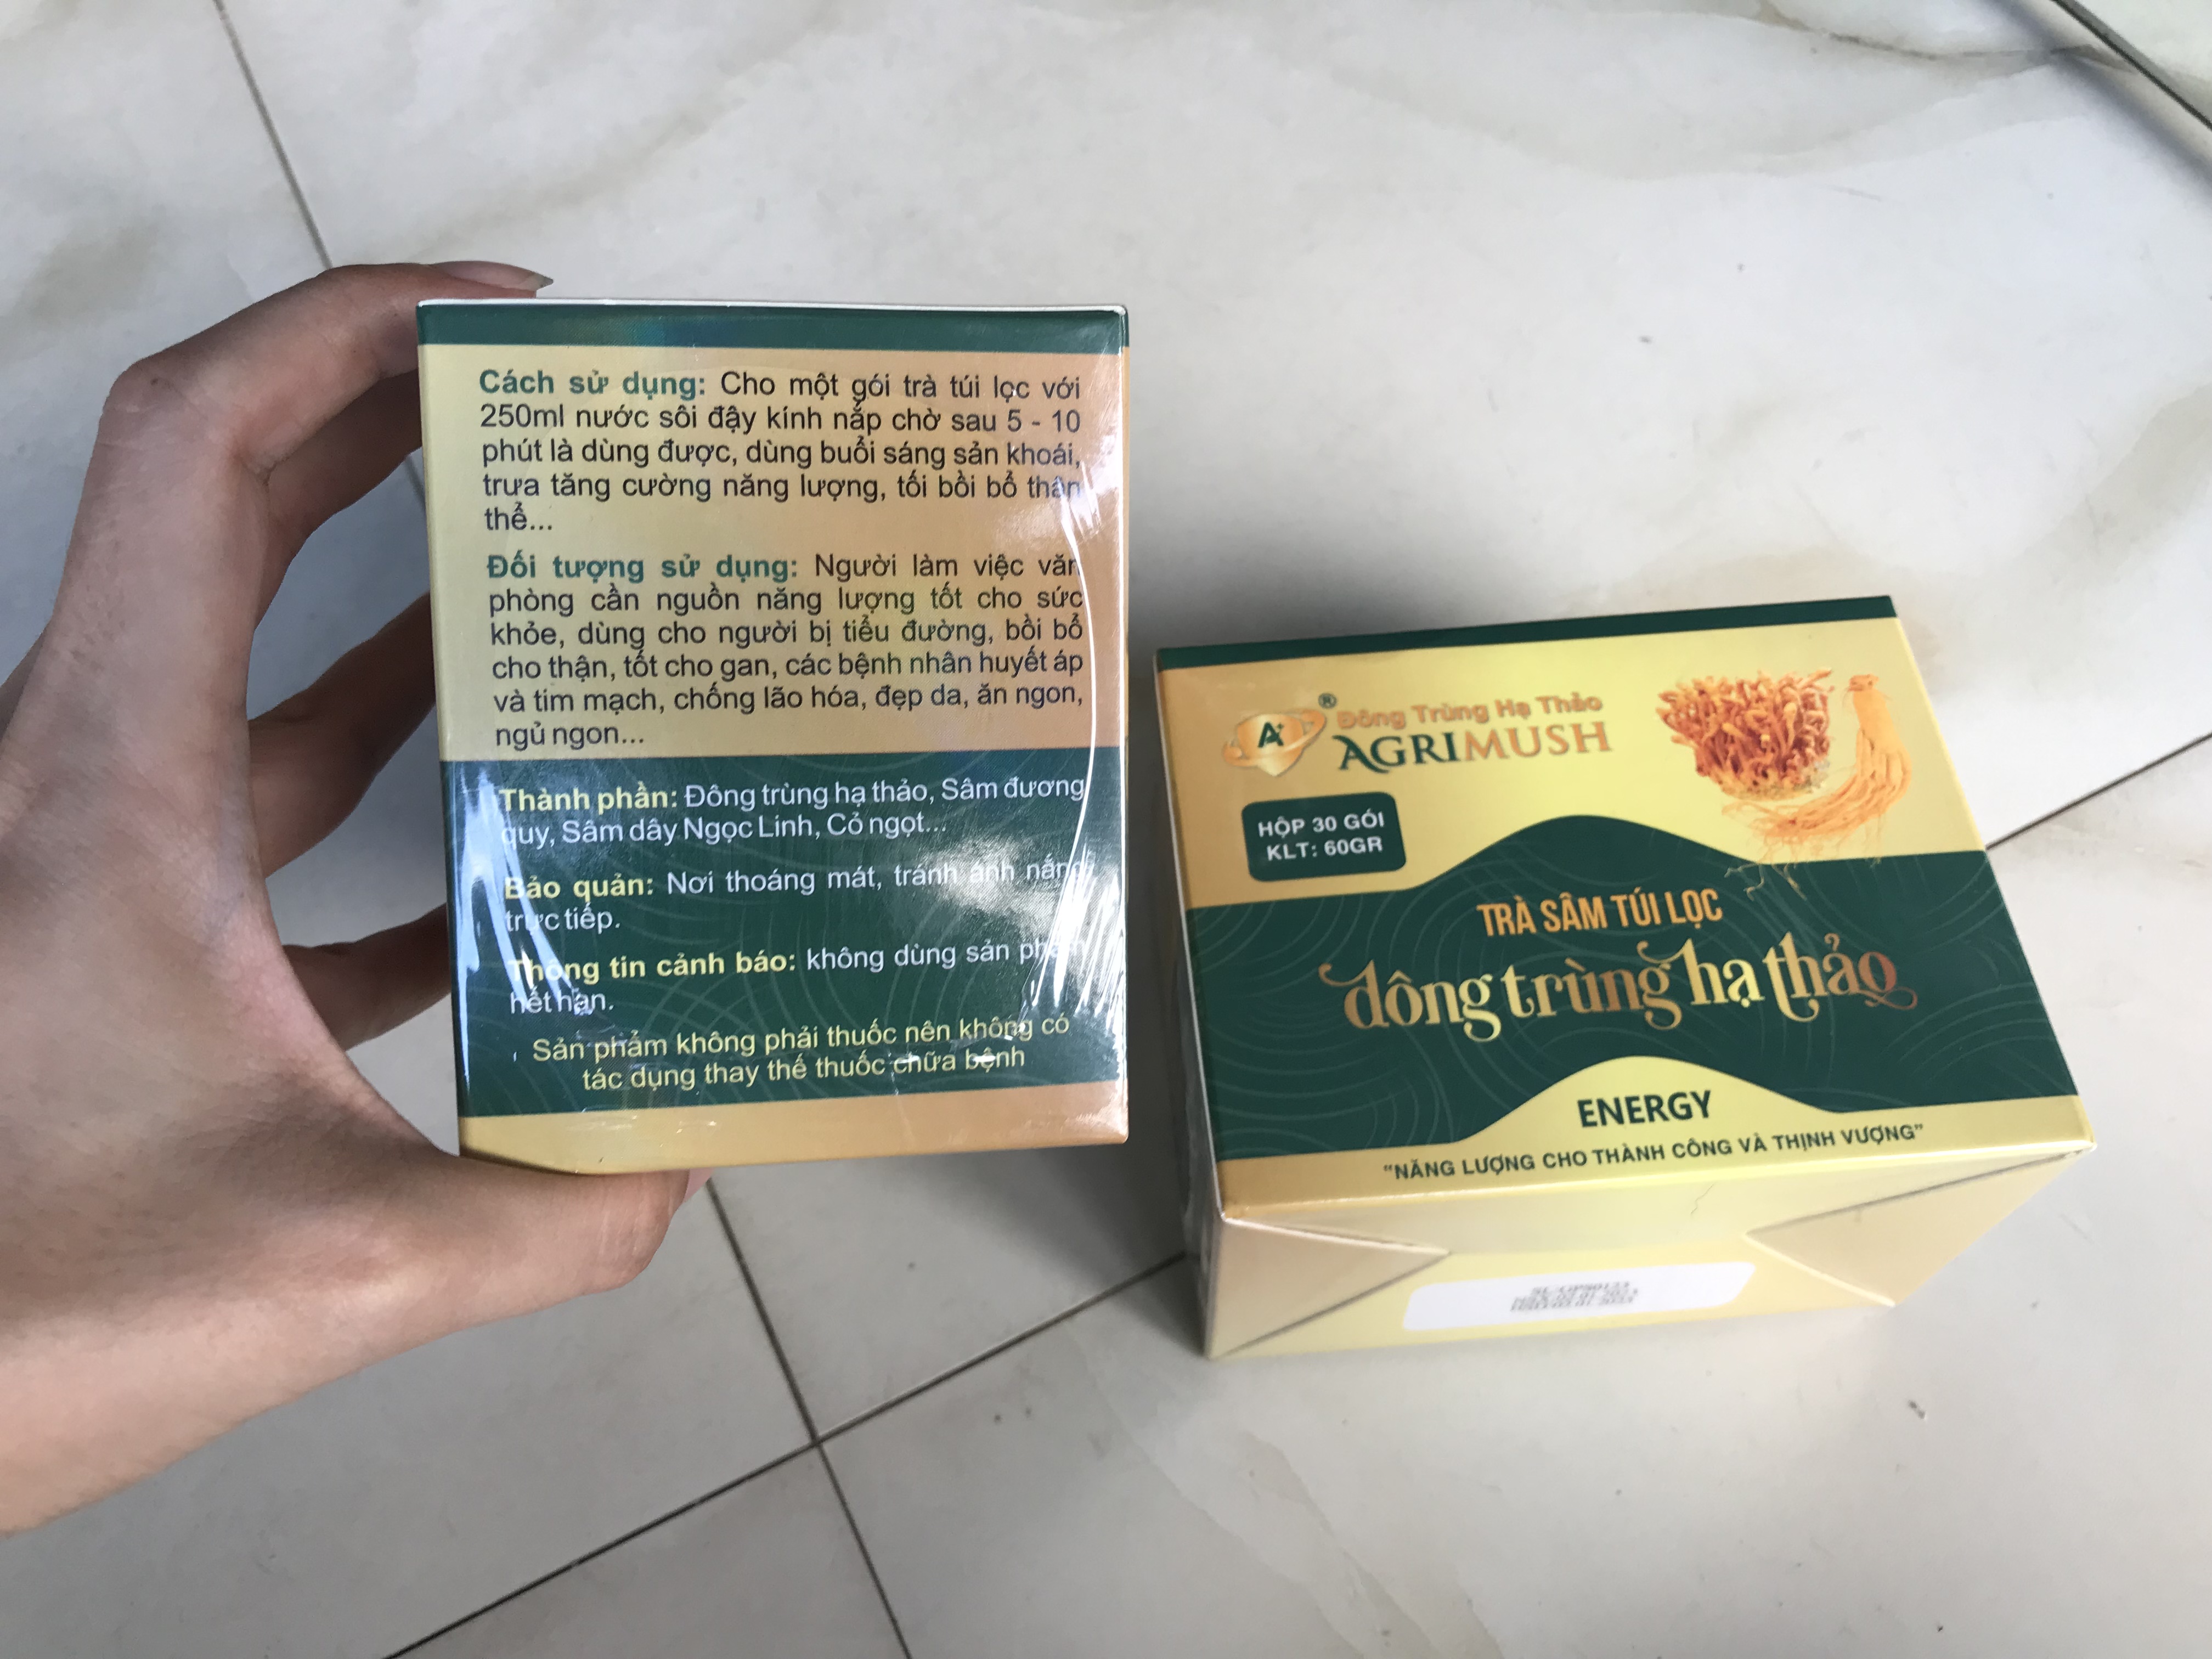 Cách sử dụng: Cho một gói trà túi lọc với
250ml nước sôi đậy kính nắp chờ sau 5 - 10
phút là dùng được, dùng buổi sáng sản khoái,
trưa tăng cường năng lượng, tối bồi bổ thân
thể...
Đối tượng sử dụng: Người làm việc văn
phòng cần nguồn năng lượng tốt cho sức
khỏe, dùng cho người bị tiểu đường, bồi bổ
cho thận, tốt cho gan, các bệnh nhân huyết áp
và tim mạch, chống lão hóa, đẹp da, ăn ngon,
ngủ ngon...
Thành phần: Đông trùng hạ thảo, Sâm đương
quy, Sâm dây Ngọc Linh, Cỏ ngọt...
Bảo quản: Nơi thoáng mát, tránh ánh nắng
trực tiếp.
Thông tin cảnh báo: không dùng sản phẩm
hết hạn.
Sản phẩm không phải thuốc nên không có
tác dụng thay thế thuốc chữa bệnh
A+ ®
Đông Trùng Hạ Thảo
AGRIMUSH
HỘP 30 GÓI
KLT: 60GR
TRÀ SÂM TÚI LỌC
đông trùng hạ thảo
ENERGY
"NĂNG LƯỢNG CHO THÀNH CÔNG VÀ THỊNH VƯỢNG"